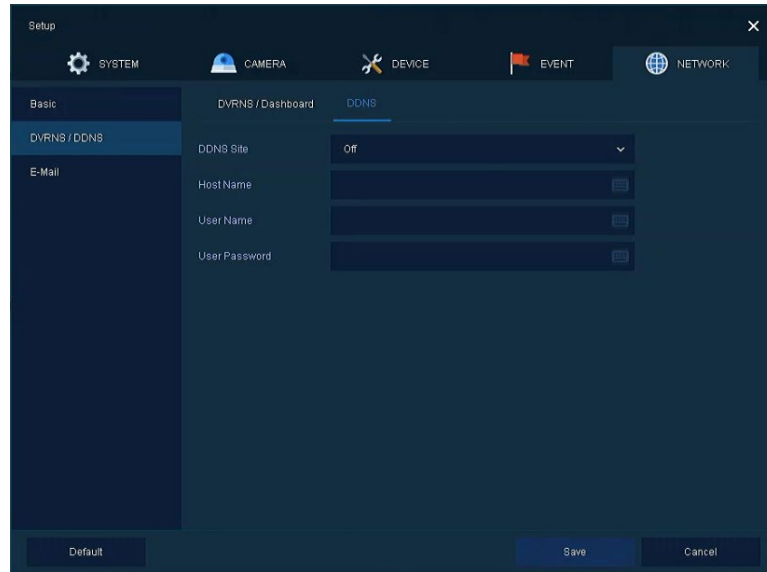 Setup
SYSTEM CAMERA DEVICE EVENT NETWORK
Basic
DVRNS / DDNS
E-Mail
DVRNS / Dashboard DDNS
DDNS Site Off
Host Name
User Name
User Password
Default Save Cancel